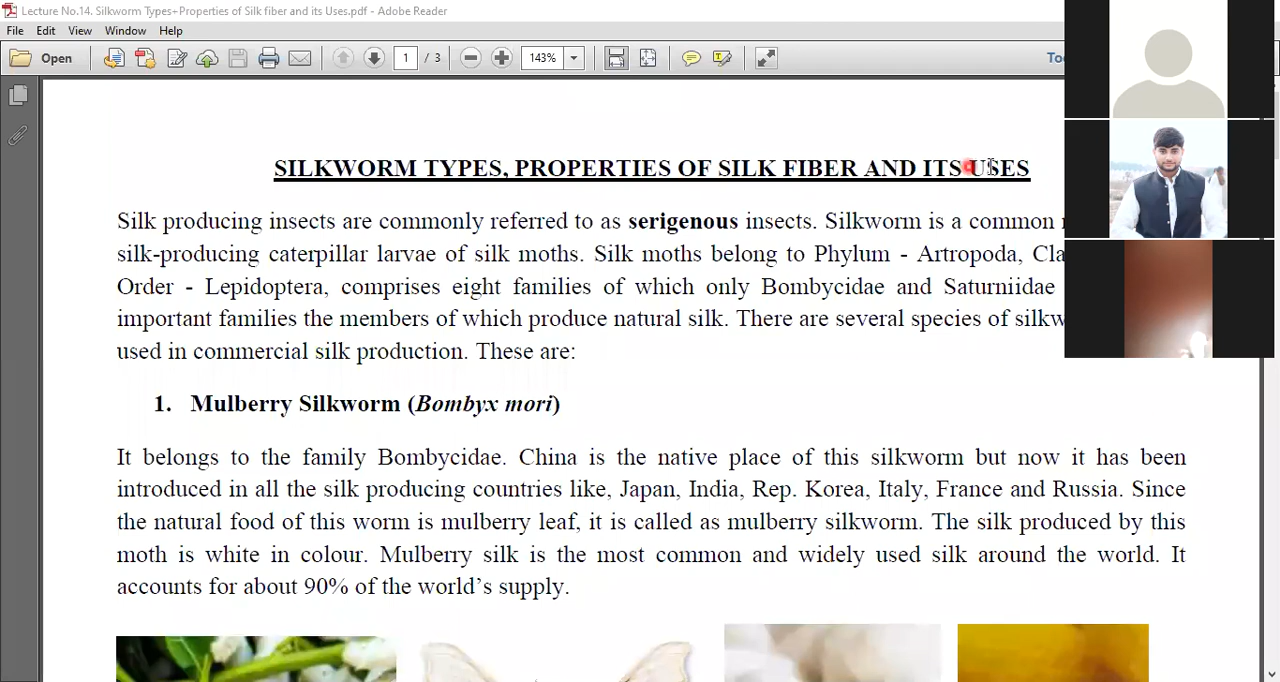 Lecture No.14. Silkworm Types+Properties of Silk fiber and its Uses.pdf - Adobe Reader
File Edit View Window Help
Open 1 / 3 143%
SILKWORM TYPES, PROPERTIES OF SILK FIBER AND ITS USES
Silk producing insects are commonly referred to as serigenous insects. Silkworm is a common
silk-producing caterpillar larvae of silk moths. Silk moths belong to Phylum - Artropoda,
Order - Lepidoptera, comprises eight families of which only Bombycidae and Saturniidae
important families the members of which produce natural silk. There are several species of
used in commercial silk production. These are:
1. Mulberry Silkworm (Bombyx mori)
It belongs to the family Bombycidae. China is the native place of this silkworm but now it has been
introduced in all the silk producing countries like, Japan, India, Rep. Korea, Italy, France and Russia. Since
the natural food of this worm is mulberry leaf, it is called as mulberry silkworm. The silk produced by this
moth is white in colour. Mulberry silk is the most common and widely used silk around the world. It
accounts for about 90% of the world’s supply.